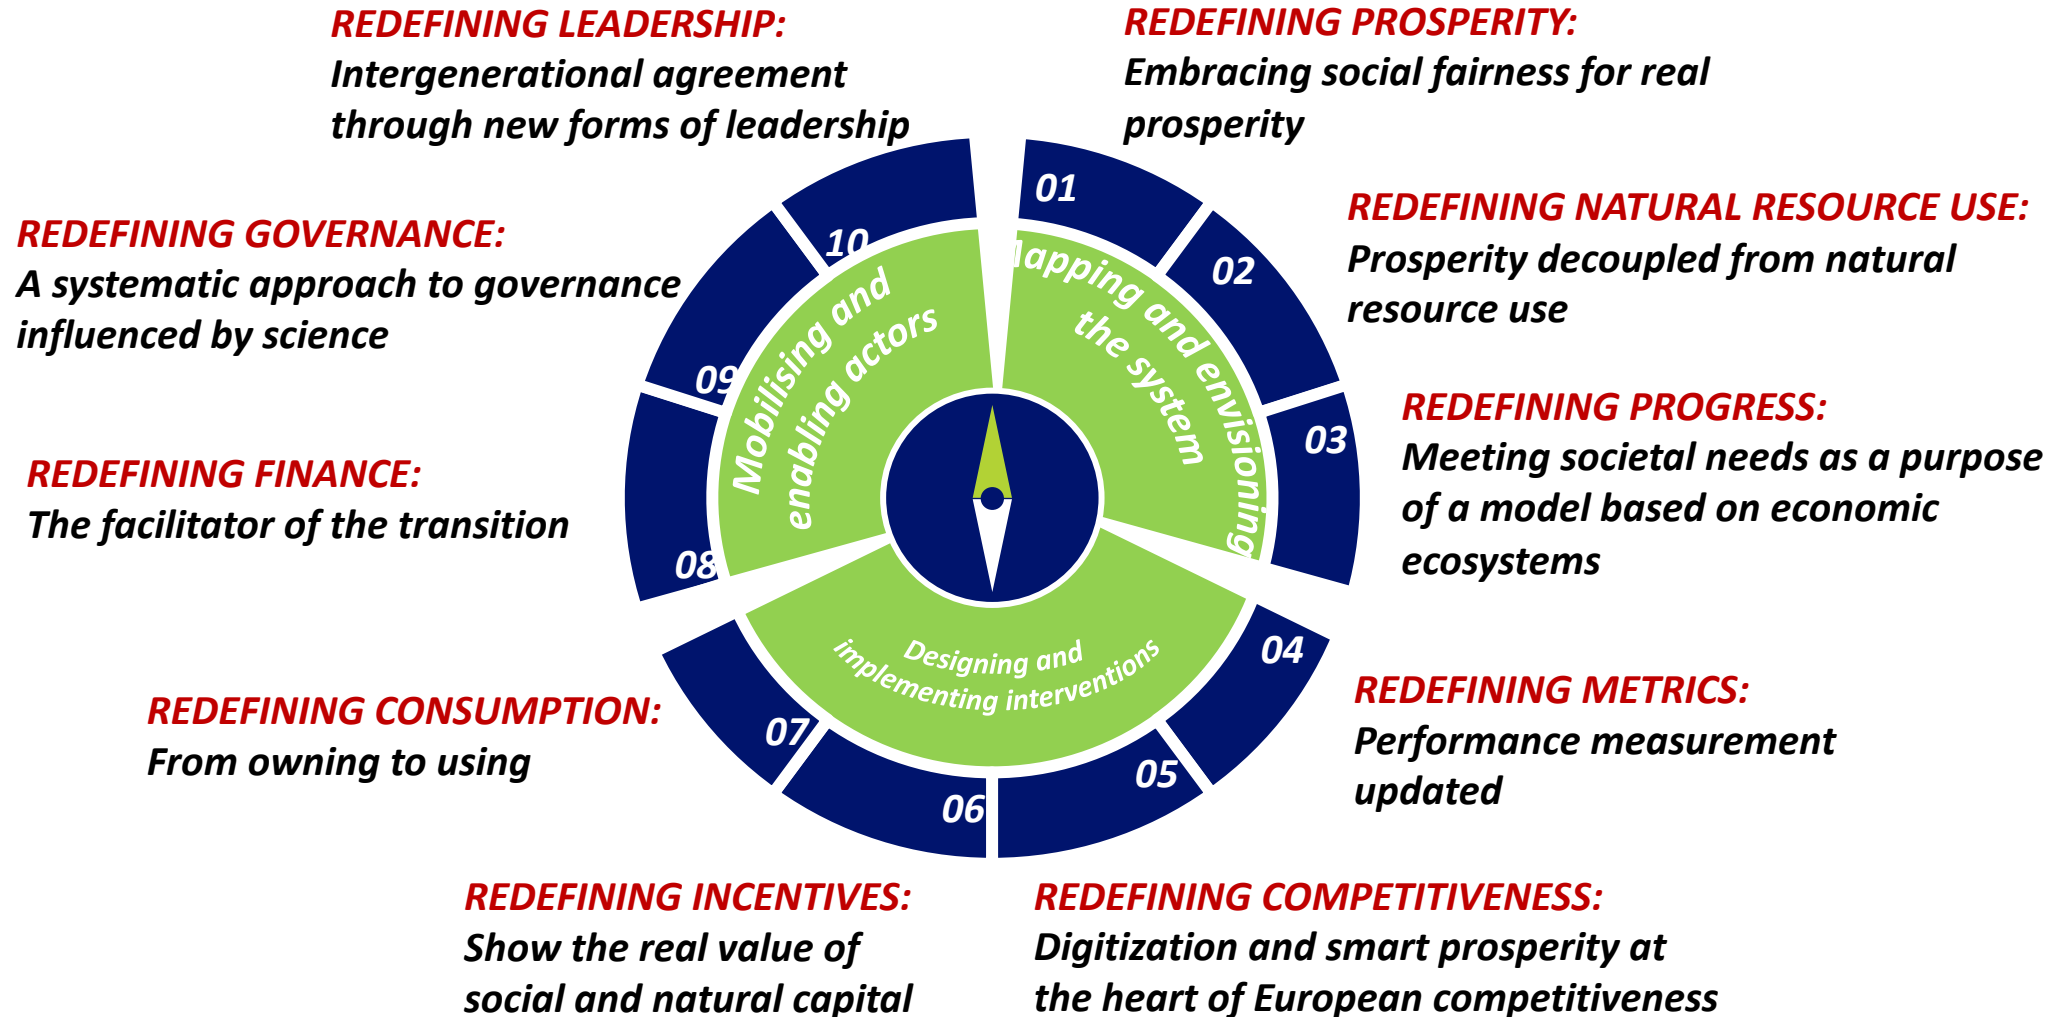 REDEFINING LEADERSHIP:
Intergenerational agreement
through new forms of leadership
REDEFINING PROSPERITY:
Embracing social fairness for real
prosperity
REDEFINING NATURAL RESOURCE USE:
Prosperity decoupled from natural
resource use
REDEFINING PROGRESS:
Meeting societal needs as a purpose
of a model based on economic
ecosystems
REDEFINING METRICS:
Performance measurement
updated
REDEFINING COMPETITIVENESS:
Digitization and smart prosperity at
the heart of European competitiveness
REDEFINING INCENTIVES:
Show the real value of
social and natural capital
REDEFINING CONSUMPTION:
From owning to using
REDEFINING FINANCE:
The facilitator of the transition
REDEFINING GOVERNANCE:
A systematic approach to governance
influenced by science
01
02
03
04
05
06
07
08
09
10
Mapping and envisioning
the system
Designing and
implementing interventions
Mobilising and
enabling actors